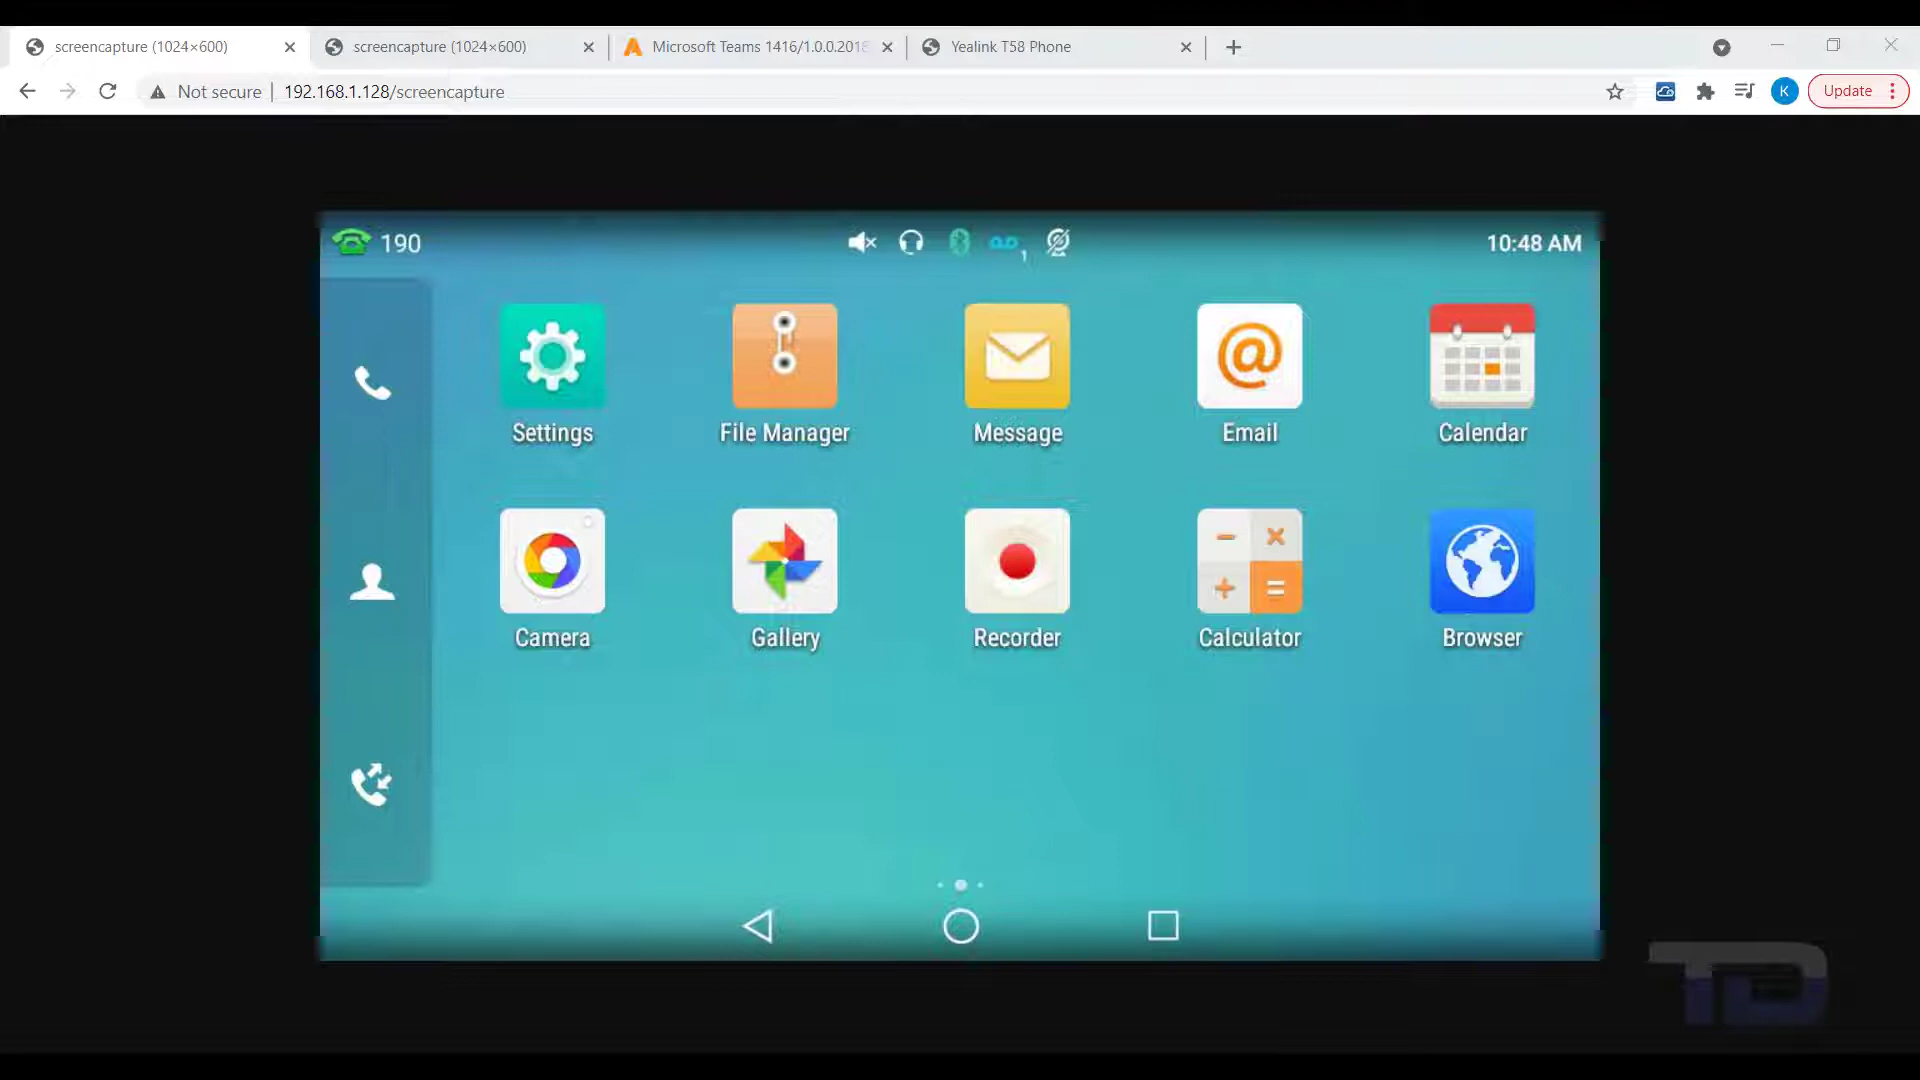 screencapture (1024×600)
screencapture (1024×600)
Microsoft Teams 1416/1.0.0.2018
Yealink T58 Phone
Not secure
192.168.1.128/screencapture
K
Update
190
1
10:48 AM
Settings
File Manager
Message
Email
Calendar
Camera
Gallery
Recorder
Calculator
Browser
TD